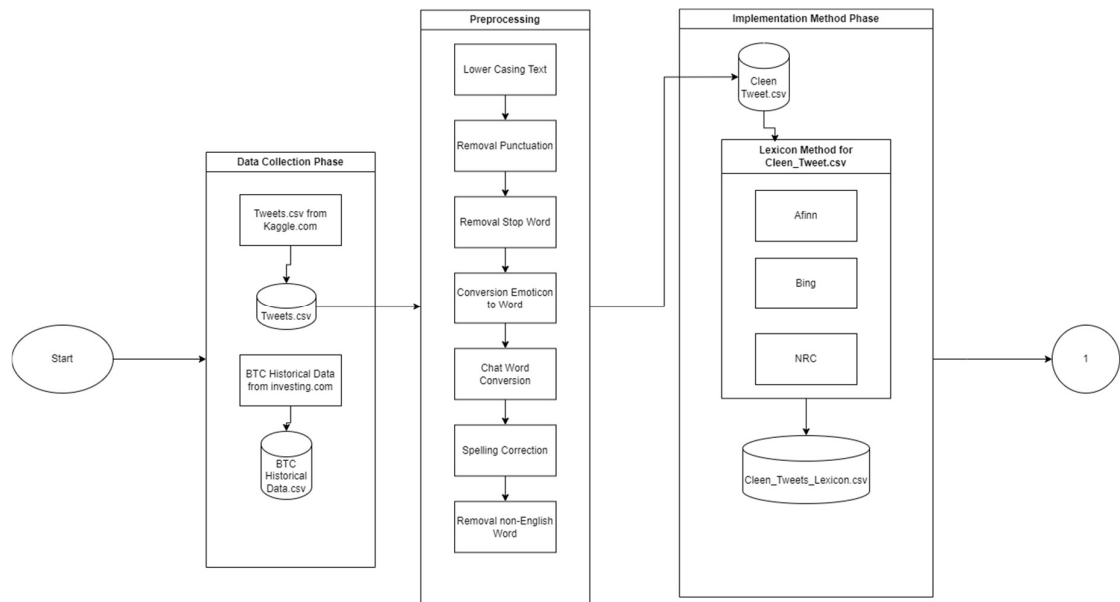 Start
Data Collection Phase
Tweets.csv from
Kaggle.com
Tweets.csv
BTC Historical Data
from investing.com
BTC
Historical
Data.csv
Preprocessing
Lower Casing Text
Removal Punctuation
Removal Stop Word
Conversion Emoticon
to Word
Chat Word
Conversion
Spelling Correction
Removal non-English
Word
Implementation Method Phase
Cleen
Tweet.csv
Lexicon Method for
Cleen_Tweet.csv
Afinn
Bing
NRC
Cleen_Tweets_Lexicon.csv
1